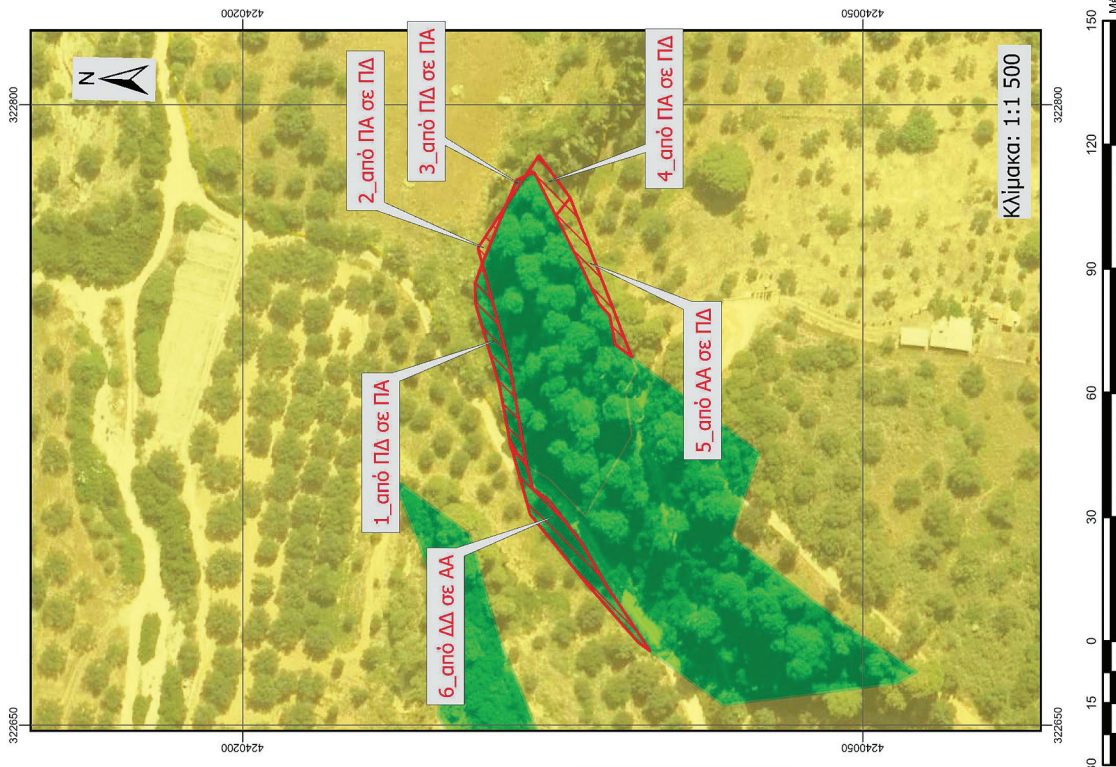 322800
322800
4240200
4240050
N
2_από ΠΑ σε ΠΔ
3_από ΠΔ σε ΠΑ
4_από ΠΑ σε ΠΔ
Κλίμακα: 1:1 500
1_από ΠΔ σε ΠΑ
5_από ΑΑ σε ΠΔ
6_από ΔΔ σε ΑΑ
4240200
4240050
322650
322650
15
0
30
60
90
120
150